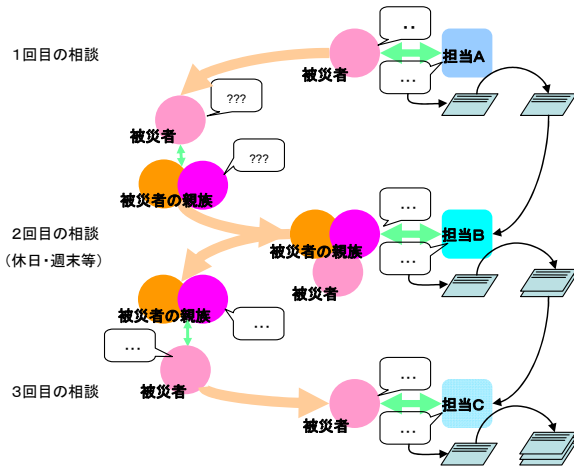 1回目の相談
‥
担当A
被災者
…
???
被災者
???
被災者の親族
2回目の相談
(休日・週末等)
…
担当B
被災者の親族
…
被災者
被災者の親族
…
…
3回目の相談
被災者
…
担当C
被災者
…